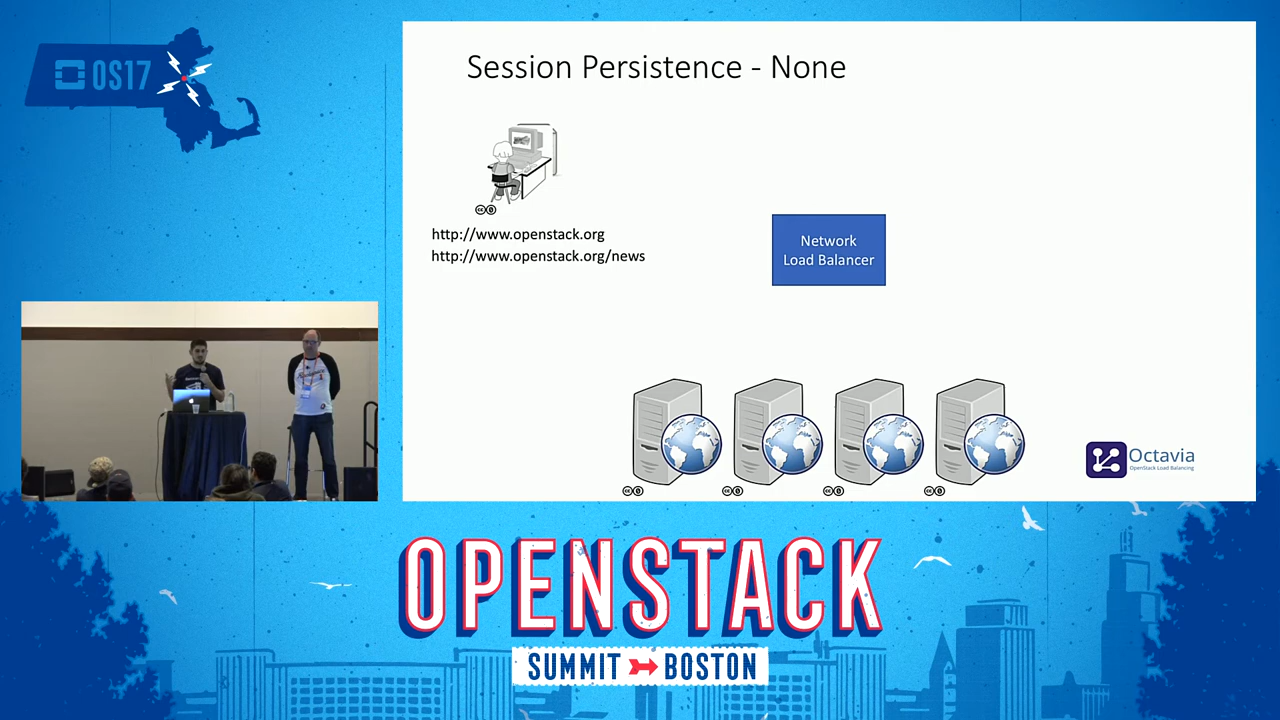 OS17
Session Persistence - None
http://www.openstack.org
http://www.openstack.org/news
Network
Load Balancer
Octavia
OpenStack Load Balancing
OPENSTACK
SUMMIT BOSTON